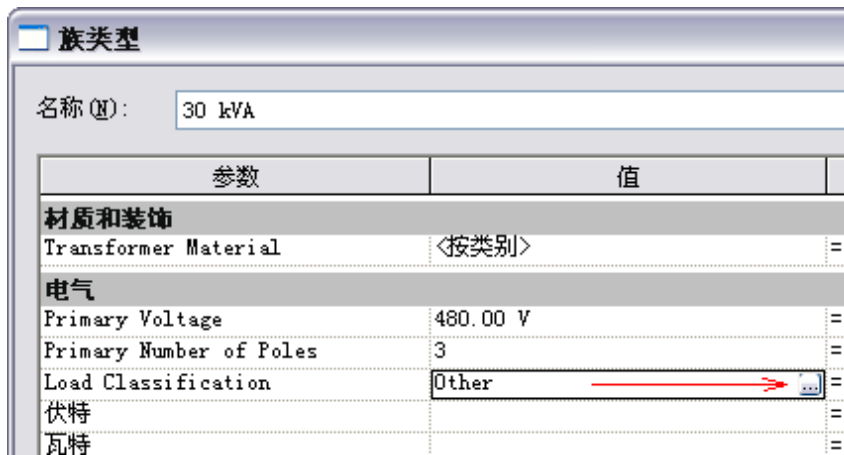 族类型
名称(N): 30 kVA
参数 值
材质和装饰
Transformer Material <按类别> =
电气
Primary Voltage 480.00 V =
Primary Number of Poles 3 =
Load Classification Other ... =
伏特 =
瓦特 =